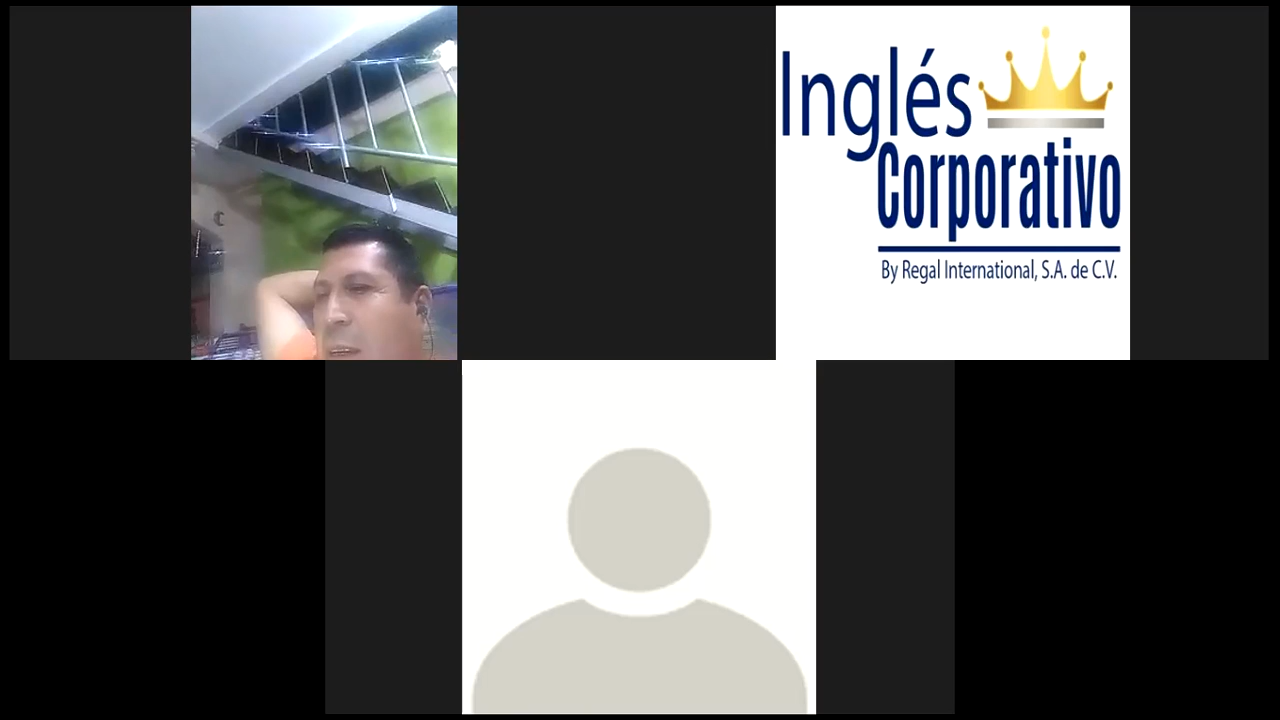 Inglés
Corporativo
By Regal International, S.A. de C.V.